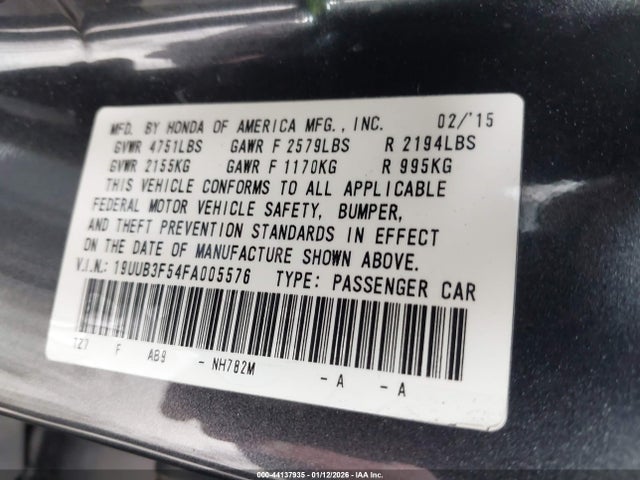 MFD. BY HONDA OF AMERICA MFG., INC. 02/'15
GVWR 4751LBS GAWR F 2579LBS R 2194LBS
GVWR 2155KG GAWR F 1170KG R 995KG
THIS VEHICLE CONFORMS TO ALL APPLICABLE
FEDERAL MOTOR VEHICLE SAFETY, BUMPER,
AND THEFT PREVENTION STANDARDS IN EFFECT
ON THE DATE OF MANUFACTURE SHOWN ABOVE.
V.I.N.: 19UUB3F54FA005576 TYPE: PASSENGER CAR
TZ7 F AB9 - NH782M - A - A
000-44137935 - 01/12/2026 - IAA Inc.